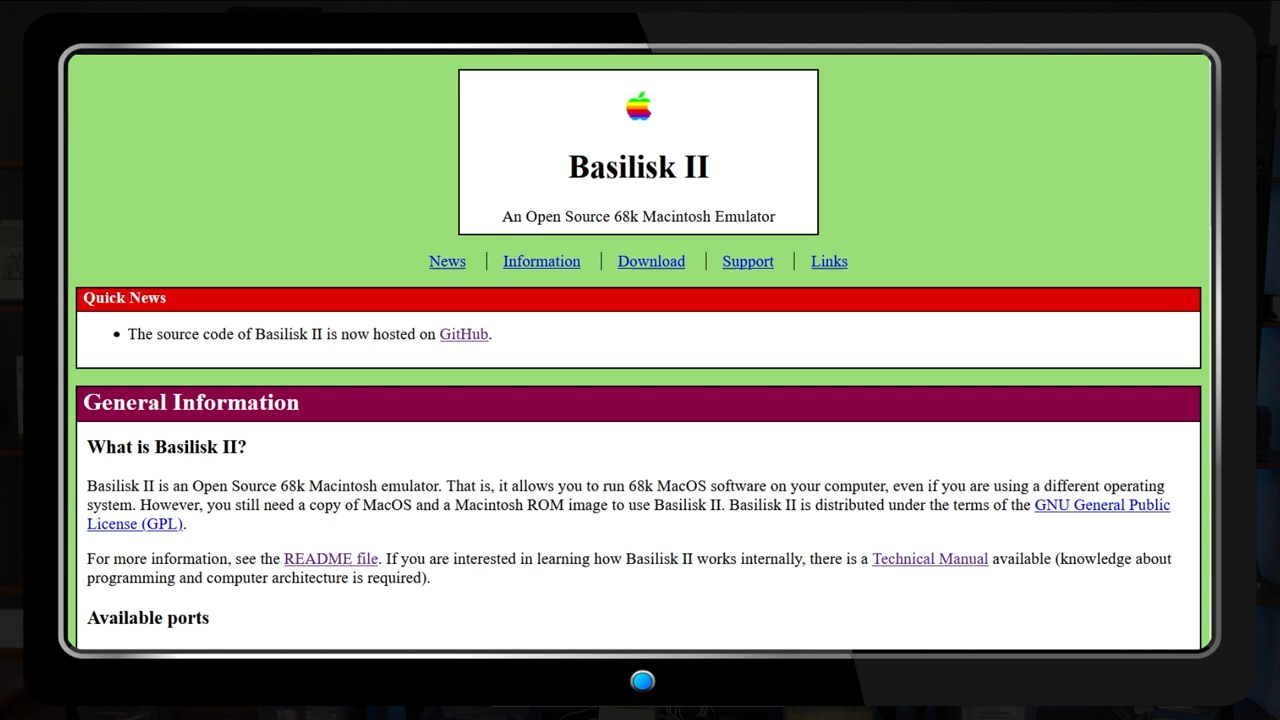 Basilisk II
An Open Source 68k Macintosh Emulator
News | Information | Download | Support | Links
Quick News
• The source code of Basilisk II is now hosted on GitHub.
General Information
What is Basilisk II?
Basilisk II is an Open Source 68k Macintosh emulator. That is, it allows you to run 68k MacOS software on your computer, even if you are using a different operating
system. However, you still need a copy of MacOS and a Macintosh ROM image to use Basilisk II. Basilisk II is distributed under the terms of the GNU General Public
License (GPL).
For more information, see the README file. If you are interested in learning how Basilisk II works internally, there is a Technical Manual available (knowledge about
programming and computer architecture is required).
Available ports